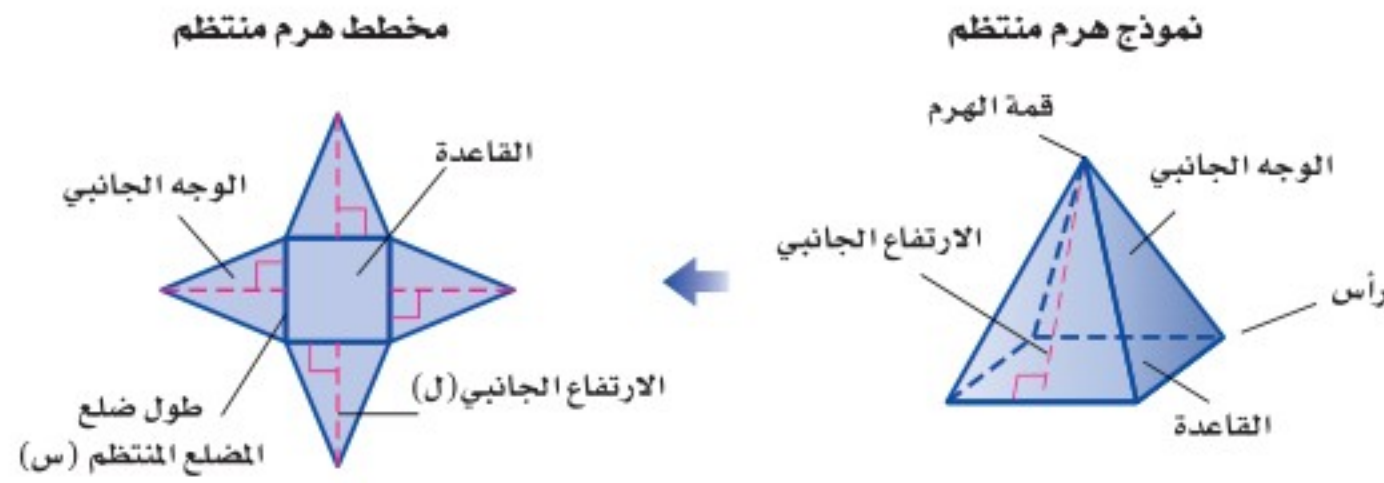 نموذج هرم منتظم
قمة الهرم
الوجه الجانبي
الارتفاع الجانبي
رأس
القاعدة
مخطط هرم منتظم
القاعدة
الوجه الجانبي
الارتفاع الجانبي (ل)
طول ضلع
المضلع المنتظم (س)